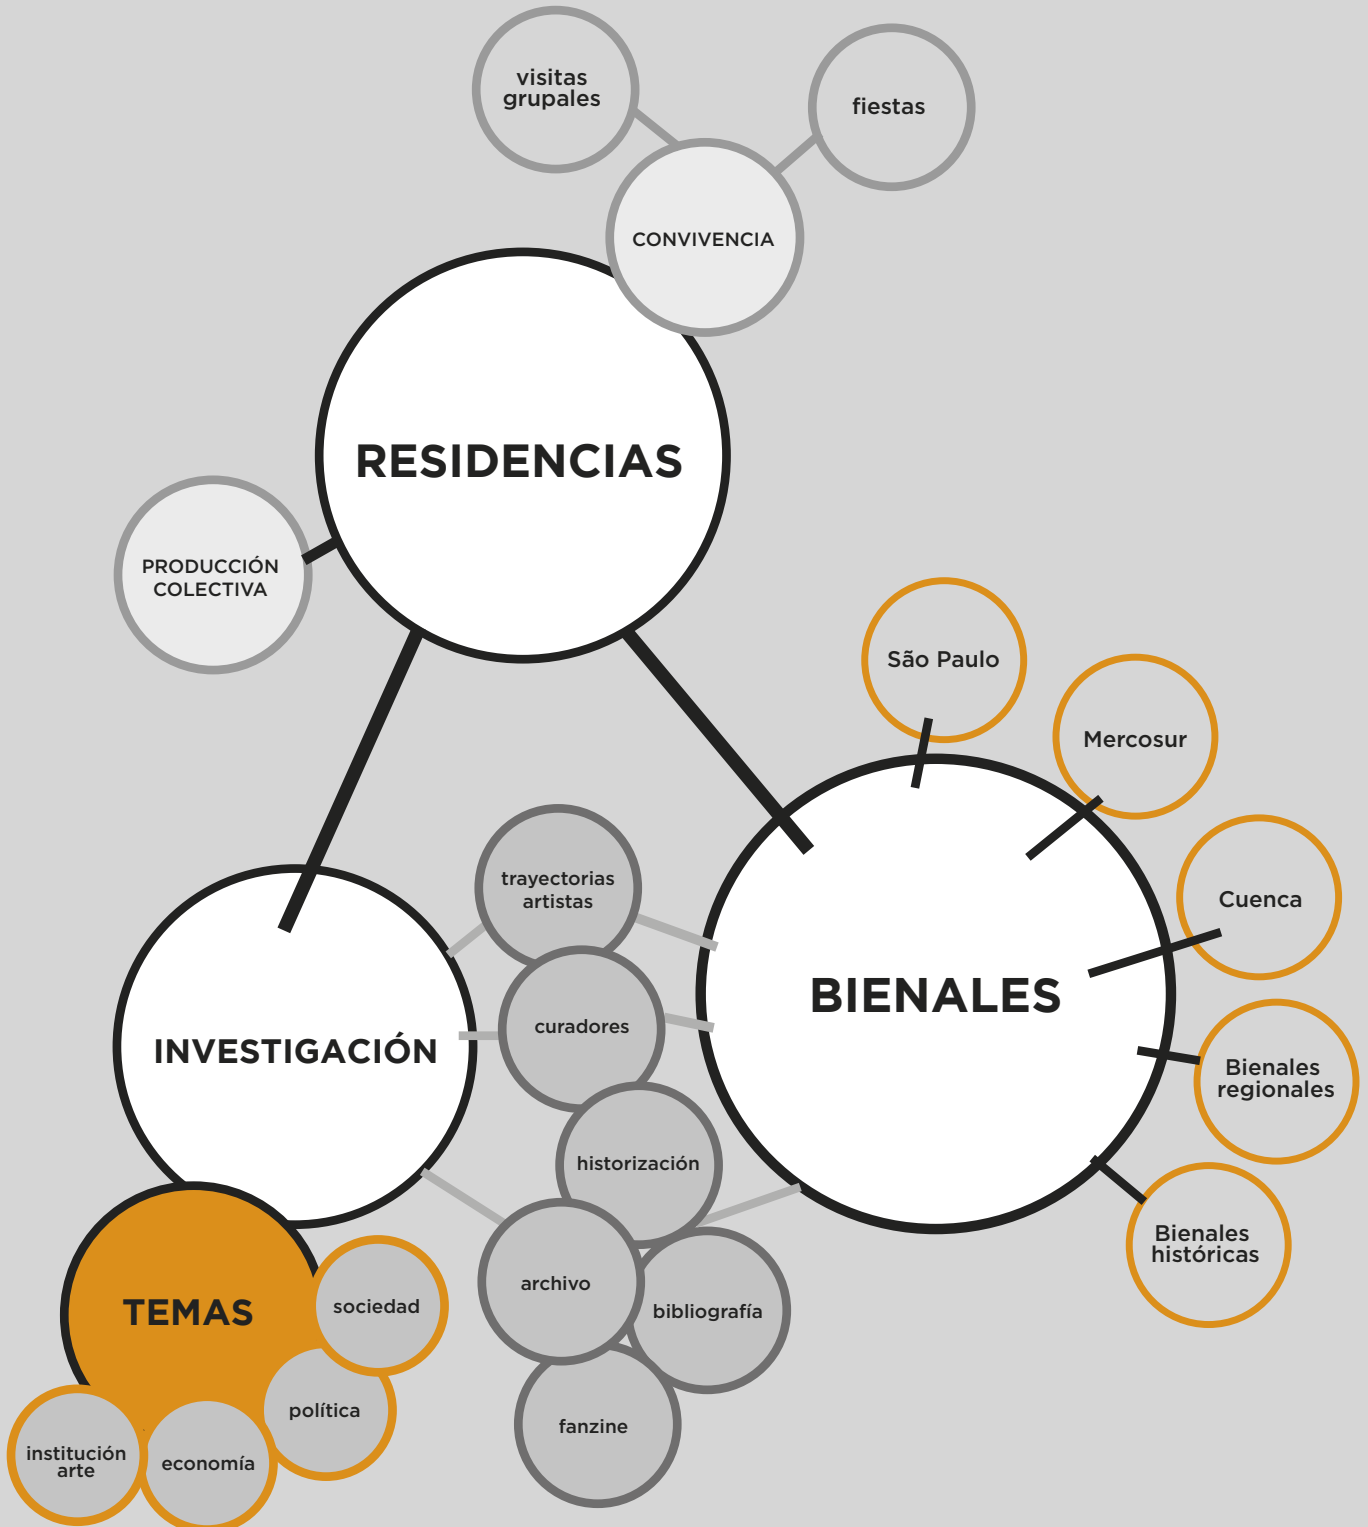 visitas
grupales
fiestas
CONVIVENCIA
RESIDENCIAS
PRODUCCIÓN
COLECTIVA
São Paulo
Mercosur
trayectorias
artistas
Cuenca
BIENALES
curadores
INVESTIGACIÓN
Bienales
regionales
historización
Bienales
históricas
archivo
bibliografía
TEMAS
sociedad
política
fanzine
institución
arte
economía